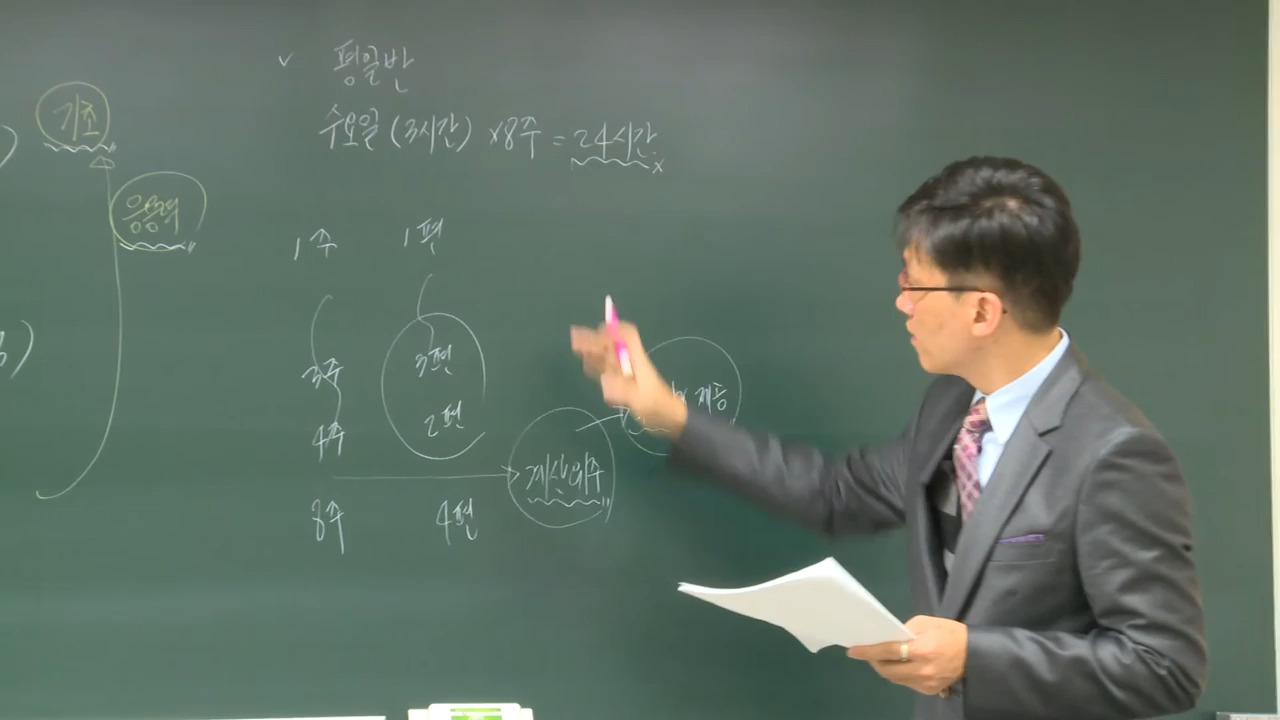 기초
응용력
✓ 평일반
수요일 (3시간) ×8주 = 24시간
1주 1편
3주 3편
4주 2편
계산위주
8주 4편